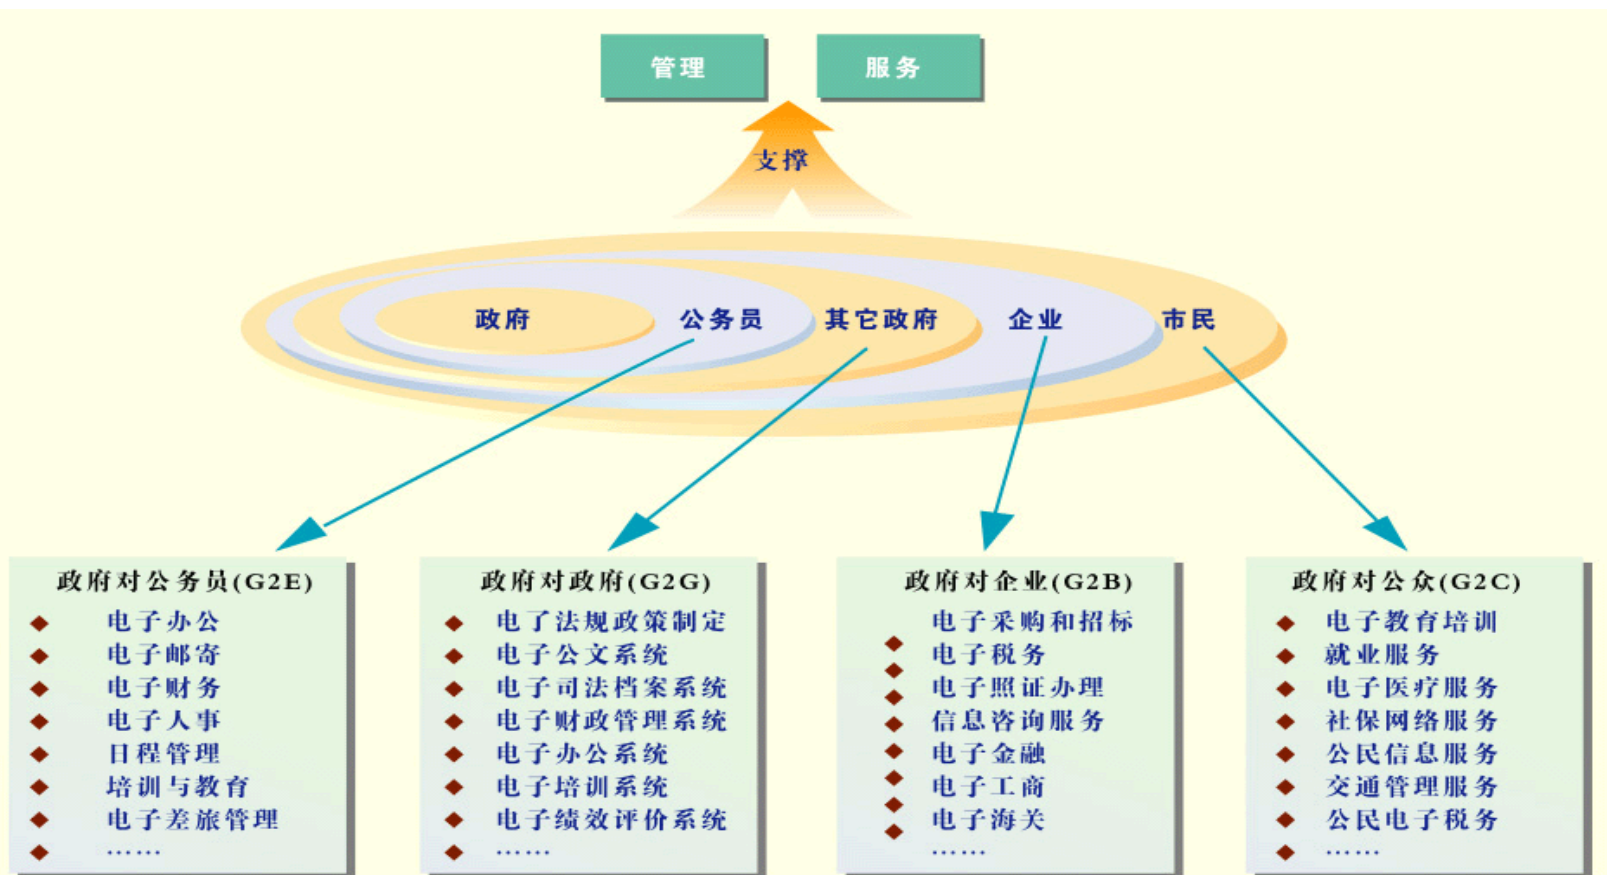 管理
服务
支撑
政府
公务员
其它政府
企业
市民
政府对公务员(G2E)
电子办公
电子邮寄
电子财务
电子人事
日程管理
培训与教育
电子差旅管理
……
政府对政府(G2G)
电子法规政策制定
电子公文系统
电子司法档案系统
电子财政管理系统
电子办公系统
电子培训系统
电子绩效评价系统
……
政府对企业(G2B)
电子采购和招标
电子税务
电子照证办理
信息咨询服务
电子金融
电子工商
电子海关
……
政府对公众(G2C)
电子教育培训
就业服务
电子医疗服务
社保网络服务
公民信息服务
交通管理服务
公民电子税务
……